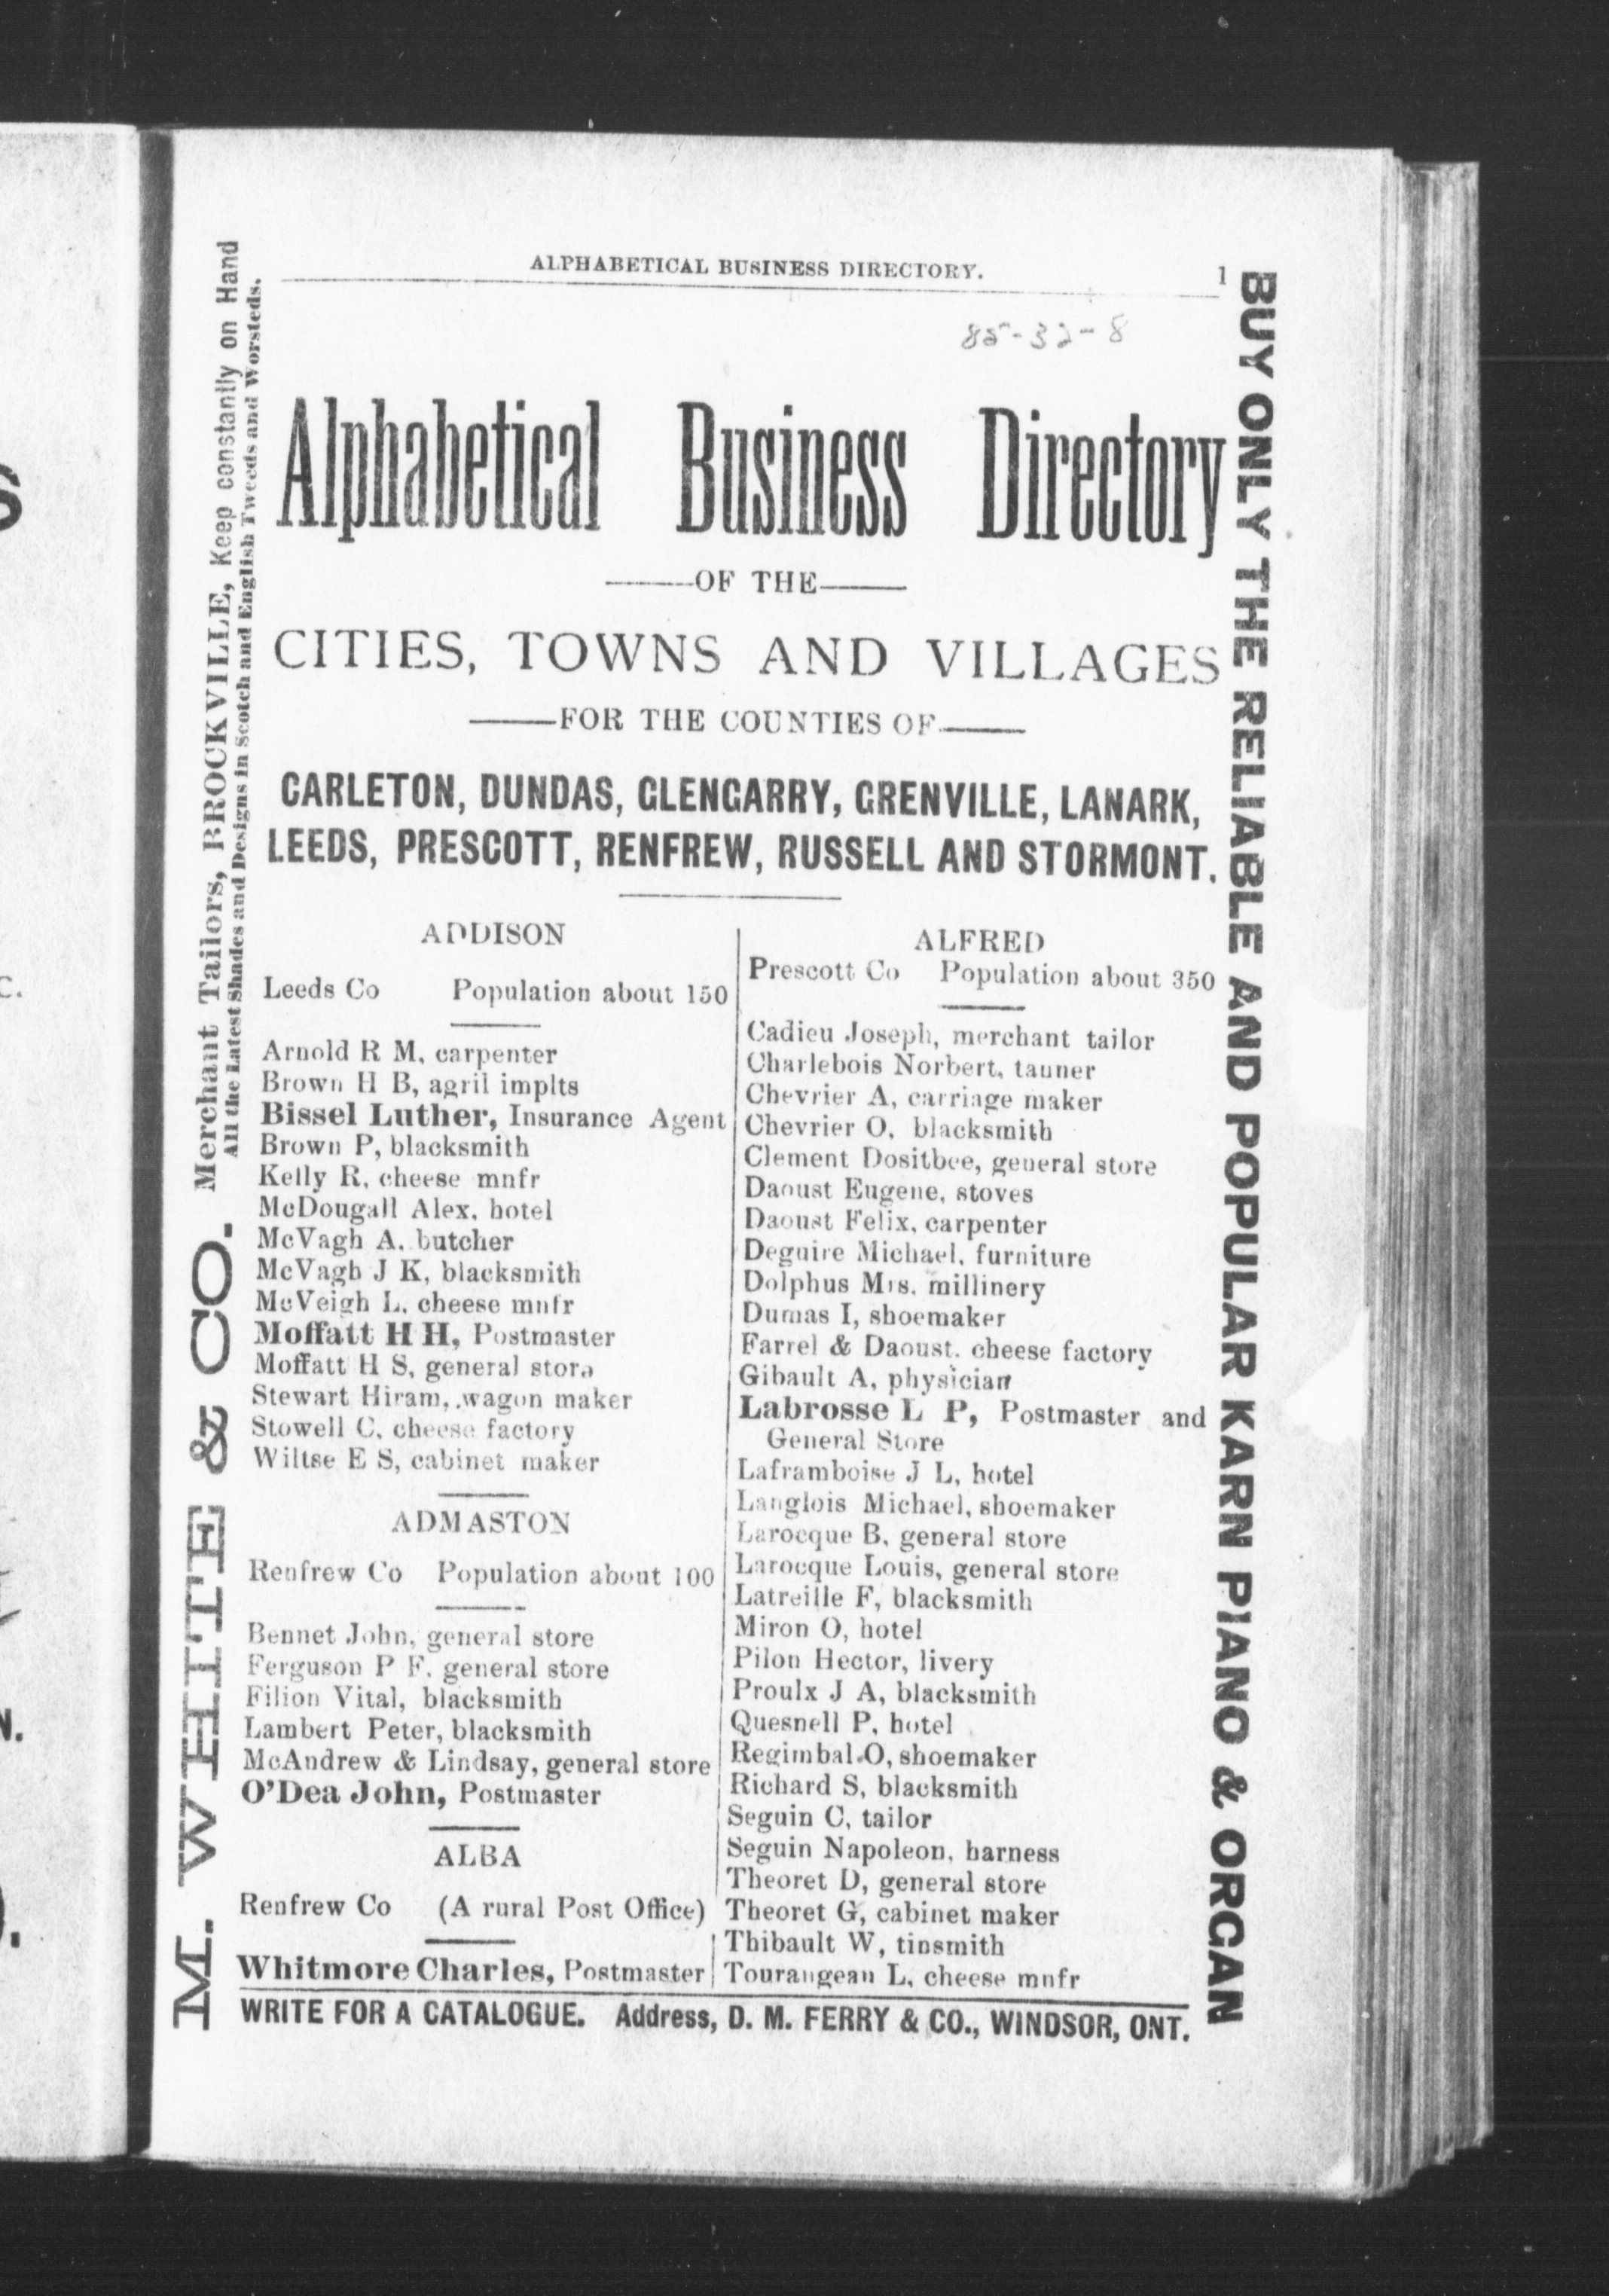 ALPHABETICAL BUSINESS DIRECTORY. 1
85-32-8
Alphabetical Business Directory
OF THE
CITIES, TOWNS AND VILLAGES
FOR THE COUNTIES OF
CARLETON, DUNDAS, GLENGARRY, GRENVILLE, LANARK,
LEEDS, PRESCOTT, RENFREW, RUSSELL AND STORMONT.
ADDISON
Leeds Co Population about 150
Arnold R M, carpenter
Brown H B, agril implts
Bissel Luther, Insurance Agent
Brown P, blacksmith
Kelly R, cheese mnfr
McDougall Alex, hotel
McVagh A, butcher
McVagh J K, blacksmith
McVeigh L, cheese mnfr
Moffatt H H, Postmaster
Moffatt H S, general store
Stewart Hiram, wagon maker
Stowell C, cheese factory
Wiltse E S, cabinet maker
ADMASTON
Renfrew Co Population about 100
Bennet John, general store
Ferguson P F, general store
Filion Vital, blacksmith
Lambert Peter, blacksmith
McAndrew & Lindsay, general store
O'Dea John, Postmaster
ALBA
Renfrew Co (A rural Post Office)
Whitmore Charles, Postmaster
ALFRED
Prescott Co Population about 350
Cadieu Joseph, merchant tailor
Charlebois Norbert, tauner
Chevrier A, carriage maker
Chevrier O, blacksmith
Clement Dositbee, general store
Daoust Eugene, stoves
Daoust Felix, carpenter
Deguire Michael, furniture
Dolphus Mrs, millinery
Dumas I, shoemaker
Farrel & Daoust, cheese factory
Gibault A, physician
Labrosse L P, Postmaster and
General Store
Laframboise J L, hotel
Langlois Michael, shoemaker
Larocque B, general store
Larocque Louis, general store
Latreille F, blacksmith
Miron O, hotel
Pilon Hector, livery
Proulx J A, blacksmith
Quesnell P, hotel
Regimbal O, shoemaker
Richard S, blacksmith
Seguin C, tailor
Seguin Napoleon, harness
Theoret D, general store
Theoret G, cabinet maker
Thibault W, tinsmith
Tourangeau L, cheese mnfr
WRITE FOR A CATALOGUE. Address, D. M. FERRY & CO., WINDSOR, ONT.
M. WHITE & CO. Merchant Tailors, BROCKVILLE, Keep constantly on Hand
All the Latest Shades and Designs in Scotch and English Tweeds and Worsteds.
BUY ONLY THE RELIABLE AND POPULAR KARN PIANO & ORGAN